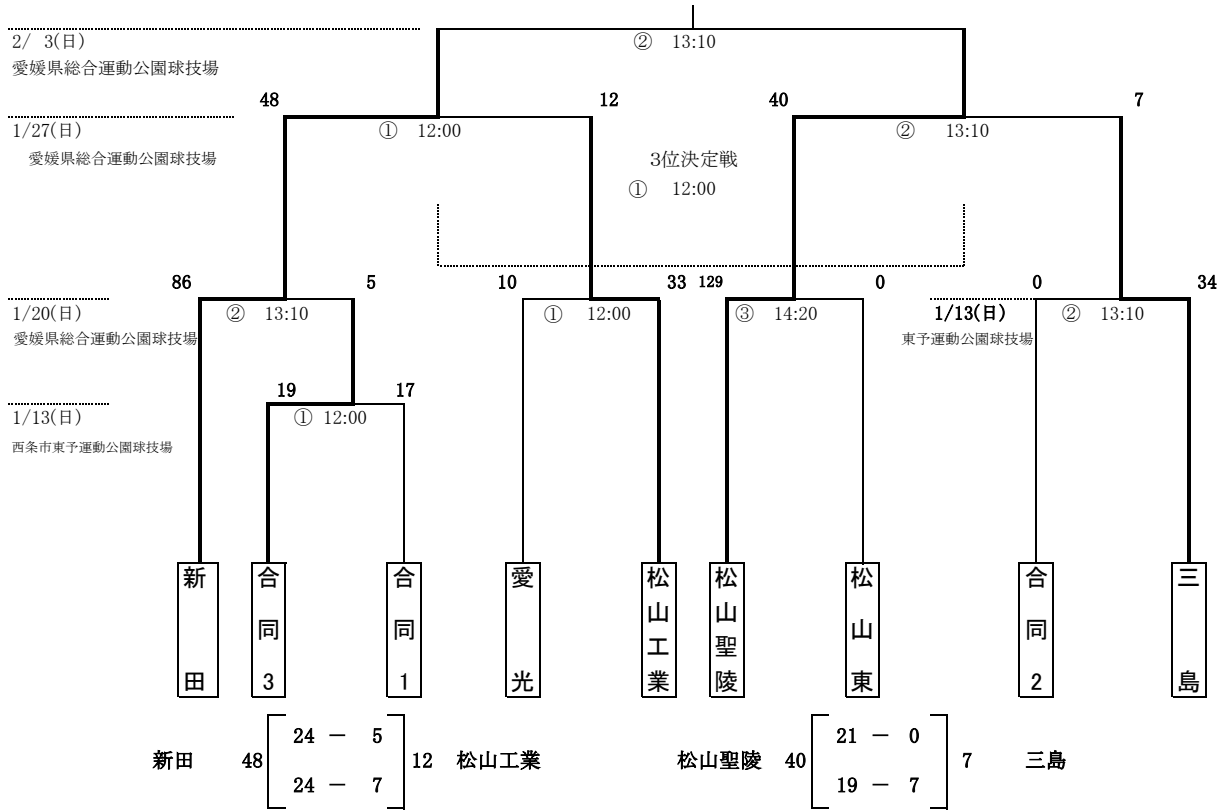 2/ 3(日)
② 13:10
愛媛県総合運動公園球技場
48 12 40 7
1/27(日)
① 12:00
② 13:10
愛媛県総合運動公園球技場
3位決定戦
① 12:00
86 5 10 33 129 0 0 34
1/20(日)
② 13:10
① 12:00
③ 14:20
1/13(日)
② 13:10
愛媛県総合運動公園球技場
東予運動公園球技場
19 17
1/13(日)
① 12:00
西条市東予運動公園球技場
新田
合同3
合同1
愛光
松山工業
松山聖陵
松山東
合同2
三島
24 － 5
新田 48 12 松山工業
24 － 7
21 － 0
松山聖陵 40 7 三島
19 － 7